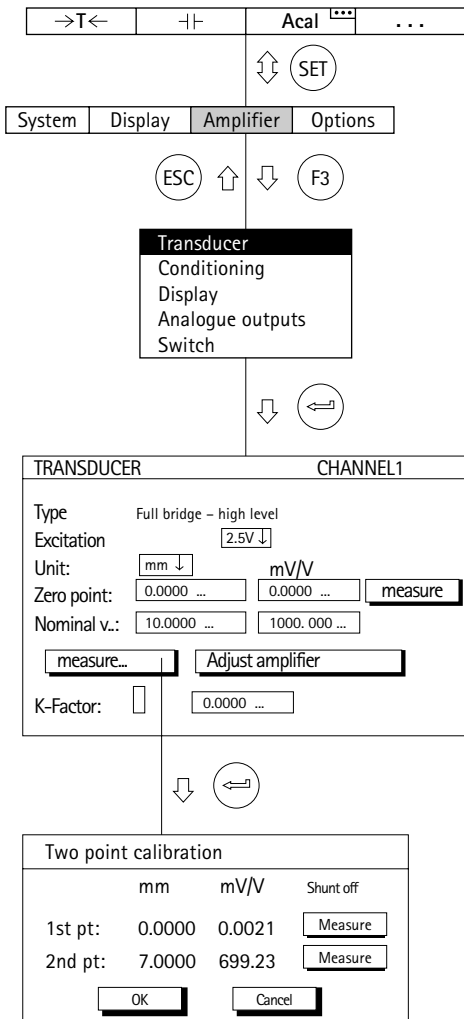 →T← ⊣⊢ Acal ...
SET
System Display Amplifier Options
ESC F3
Transducer
Conditioning
Display
Analogue outputs
Switch
TRANSDUCER CHANNEL1
Type Full bridge – high level
Excitation 2.5V ↓
Unit: mm ↓ mV/V
Zero point: 0.0000 ... 0.0000 ... measure
Nominal v..: 10.0000 ... 1000. 000 ...
measure... Adjust amplifier
K-Factor: 0.0000 ...
Two point calibration
mm mV/V Shunt off
1st pt: 0.0000 0.0021 Measure
2nd pt: 7.0000 699.23 Measure
OK Cancel